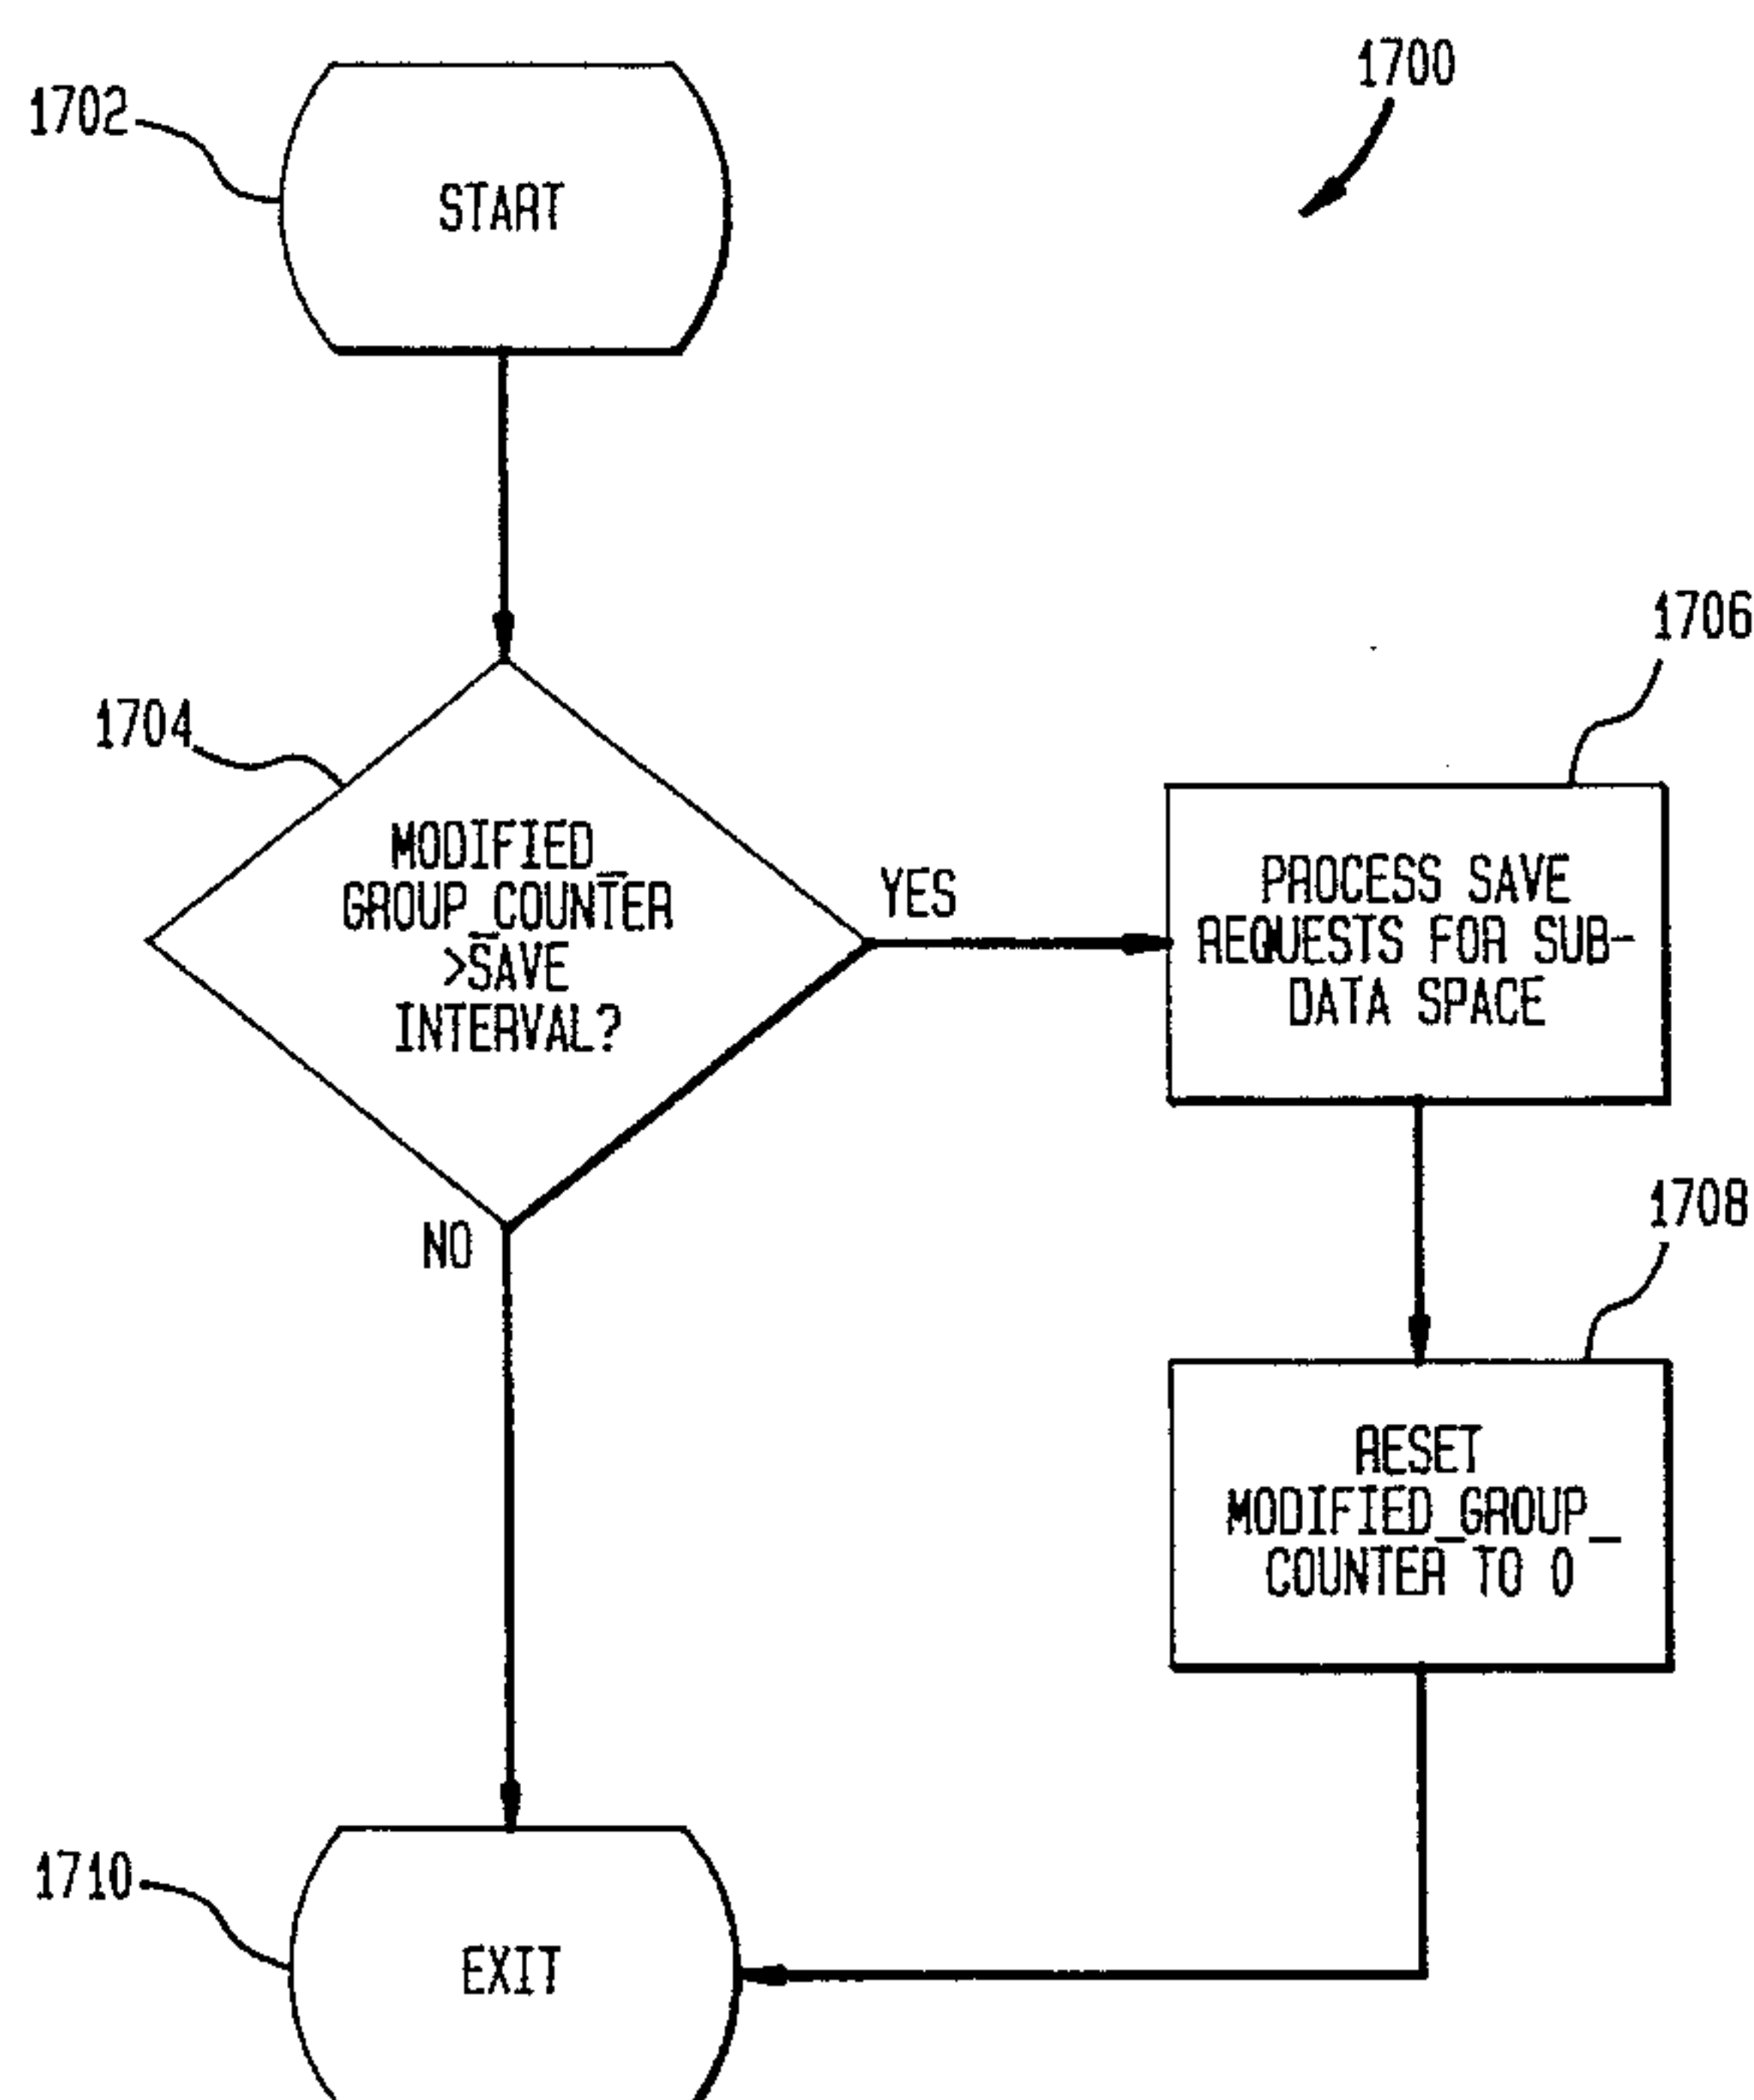 1700
1702
START
1704
MODIFIED_
GROUP_COUNTER
>SAVE
INTERVAL?
YES
NO
1706
PROCESS SAVE
REQUESTS FOR SUB-
DATA SPACE
1708
RESET
MODIFIED_GROUP_
COUNTER TO 0
1710
EXIT